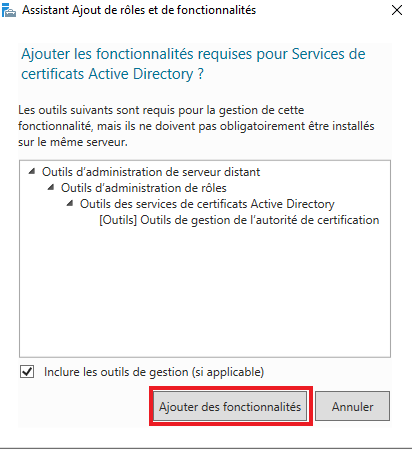 Assistant Ajout de rôles et de fonctionnalités
Ajouter les fonctionnalités requises pour Services de
certificats Active Directory ?
Les outils suivants sont requis pour la gestion de cette
fonctionnalité, mais ils ne doivent pas obligatoirement être installés
sur le même serveur.
Outils d’administration de serveur distant
Outils d’administration de rôles
Outils des services de certificats Active Directory
[Outils] Outils de gestion de l’autorité de certification
Inclure les outils de gestion (si applicable)
Ajouter des fonctionnalités
Annuler